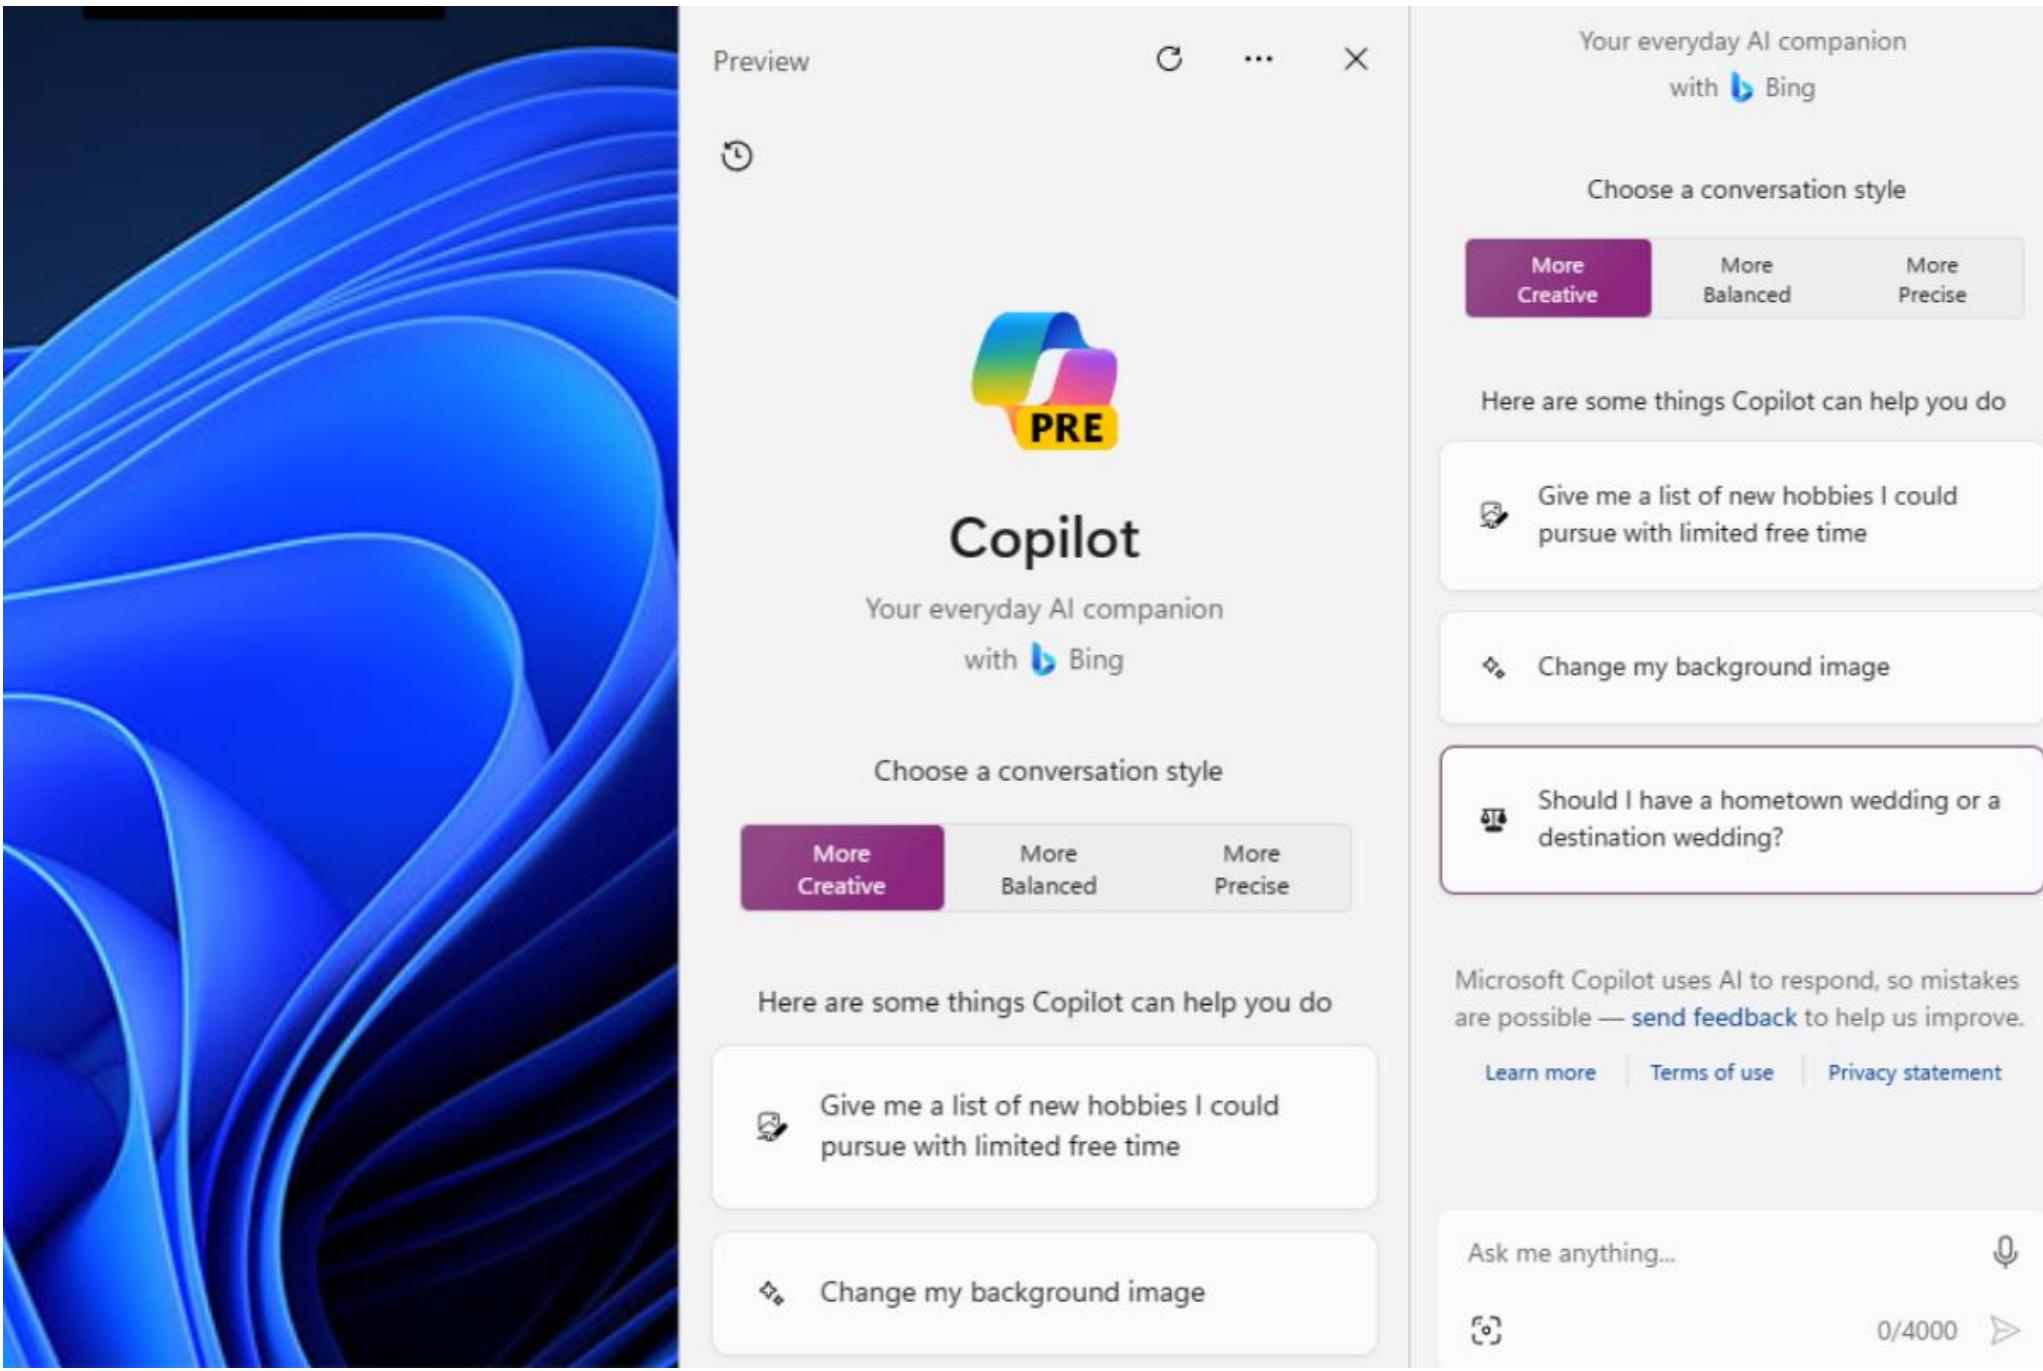 Preview
PRE
Copilot
Your everyday AI companion
with Bing
Choose a conversation style
More
Creative
More
Balanced
More
Precise
Here are some things Copilot can help you do
Give me a list of new hobbies I could
pursue with limited free time
Change my background image
Your everyday AI companion
with Bing
Choose a conversation style
More
Creative
More
Balanced
More
Precise
Here are some things Copilot can help you do
Give me a list of new hobbies I could
pursue with limited free time
Change my background image
Should I have a hometown wedding or a
destination wedding?
Microsoft Copilot uses AI to respond, so mistakes
are possible — send feedback to help us improve.
Learn more Terms of use Privacy statement
Ask me anything...
0/4000